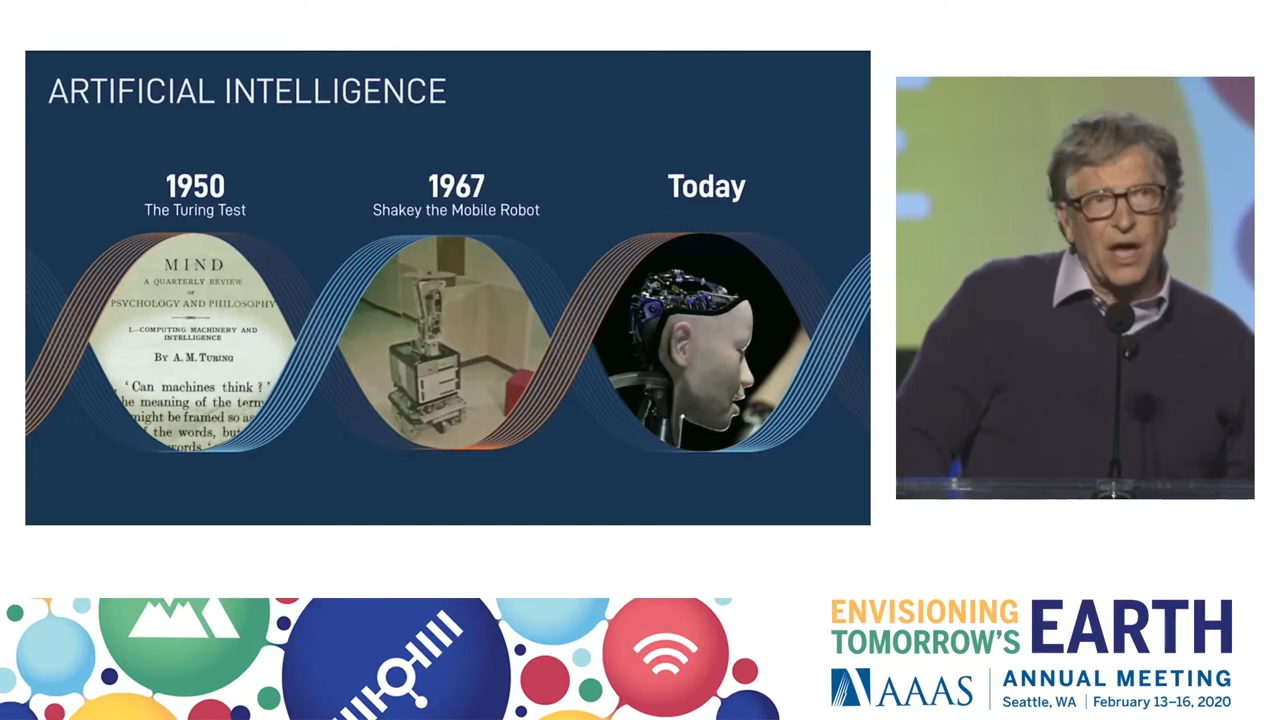 ARTIFICIAL INTELLIGENCE
1950
The Turing Test
1967
Shakey the Mobile Robot
Today
MIND
A QUARTERLY REVIEW
OF
PSYCHOLOGY AND PHILOSOPHY
I.—COMPUTING MACHINERY AND
INTELLIGENCE
BY A. M. TURING
'Can machines think?'
he meaning of the term
might be framed so as
f the words, but
words
ENVISIONING
TOMORROW'S
EARTH
AAAS
ANNUAL MEETING
Seattle, WA | February 13–16, 2020